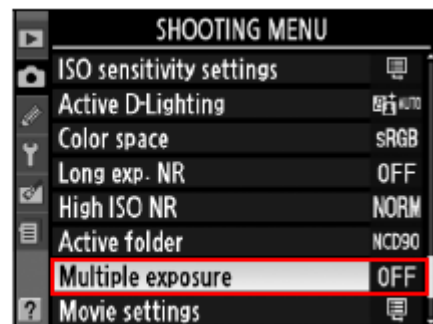 SHOOTING MENU
ISO sensitivity settings
Active D-Lighting AUTO
Color space sRGB
Long exp. NR OFF
High ISO NR NORM
Active folder NCD90
Multiple exposure OFF
Movie settings
?